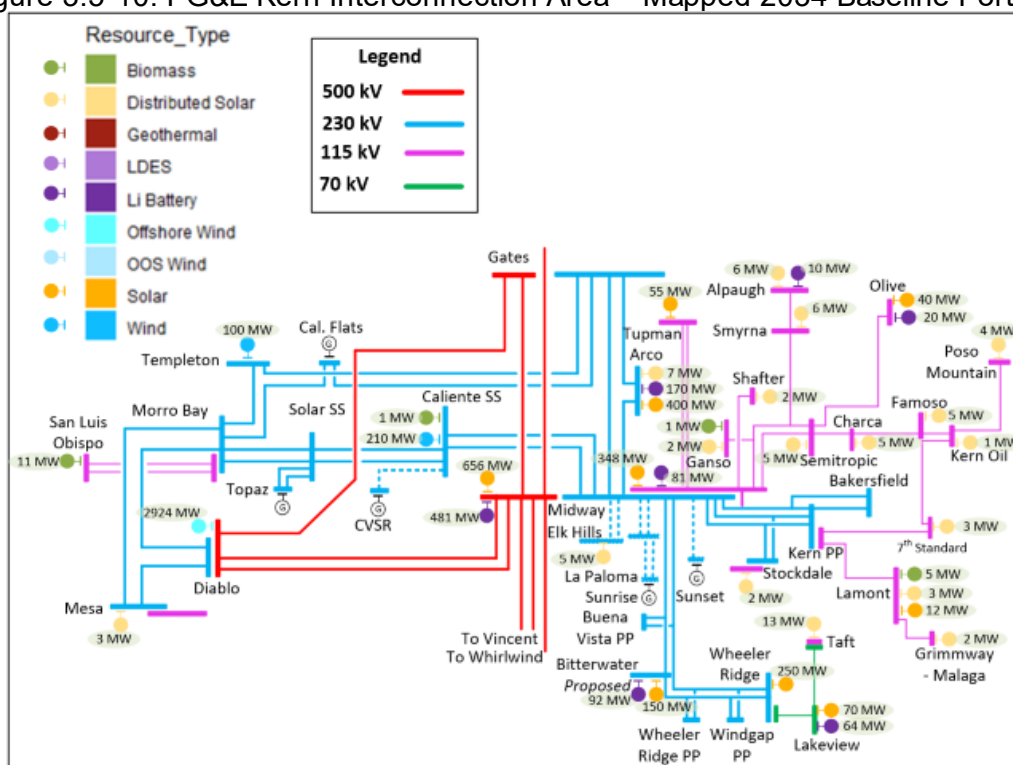 PG&E Kern Interconnection Area – Mapped 2034 Baseline Port
Resource_Type
Biomass
Distributed Solar
Geothermal
LDES
Li Battery
Offshore Wind
OOS Wind
Solar
Wind
Legend
500 kV
230 kV
115 kV
70 kV
Gates
100 MW
Templeton
Cal. Flats
G
Morro Bay
Solar SS
Caliente SS
1 MW
210 MW
San Luis
Obispo
11 MW
Topaz
G
CVSR
G
656 MW
481 MW
2924 MW
Diablo
Mesa
3 MW
To Vincent
To Whirlwind
55 MW
Tupman
Arco
7 MW
170 MW
400 MW
6 MW
10 MW
Alpaugh
6 MW
Smyrna
Olive
40 MW
20 MW
4 MW
Poso
Mountain
Shafter
2 MW
1 MW
2 MW
Ganso
Charca
5 MW
5 MW
Semitropic
Famoso
5 MW
1 MW
Kern Oil
348 MW
81 MW
Midway
Bakersfield
Elk Hills
5 MW
La Paloma
Sunrise
G
Sunset
G
Kern PP
7th Standard
3 MW
Stockdale
2 MW
Lamont
5 MW
3 MW
12 MW
2 MW
Grimmway
- Malaga
Buena
Vista PP
13 MW
Taft
Bitterwater
Proposed
92 MW
150 MW
Wheeler
Ridge
250 MW
Wheeler
Ridge PP
Windgap
PP
70 MW
64 MW
Lakeview